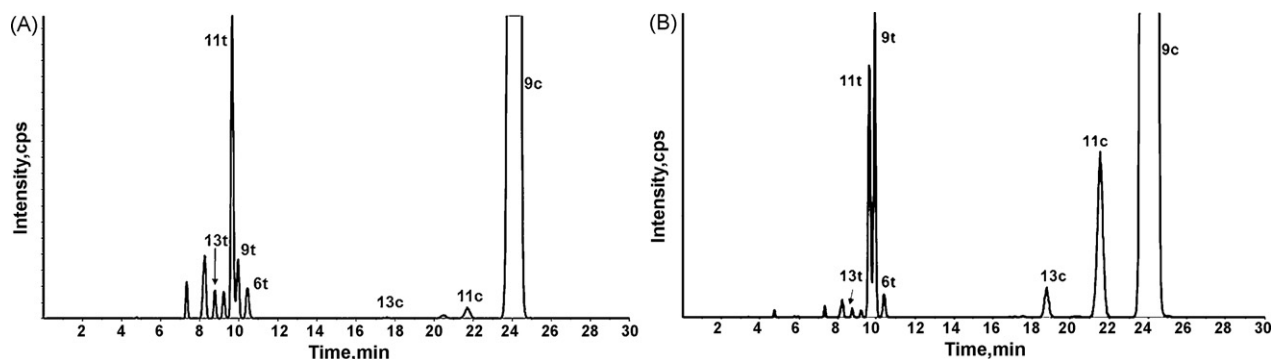 (A)
11t
9c
13t
9t
6t
13c
11c
Intensity,cps
2 4 6 8 10 12 14 16 18 20 22 24 26 28 30
Time,min
(B)
9t
9c
11t
11c
13t
6t
13c
Intensity,cps
2 4 6 8 10 12 14 16 18 20 22 24 26 28 30
Time,min